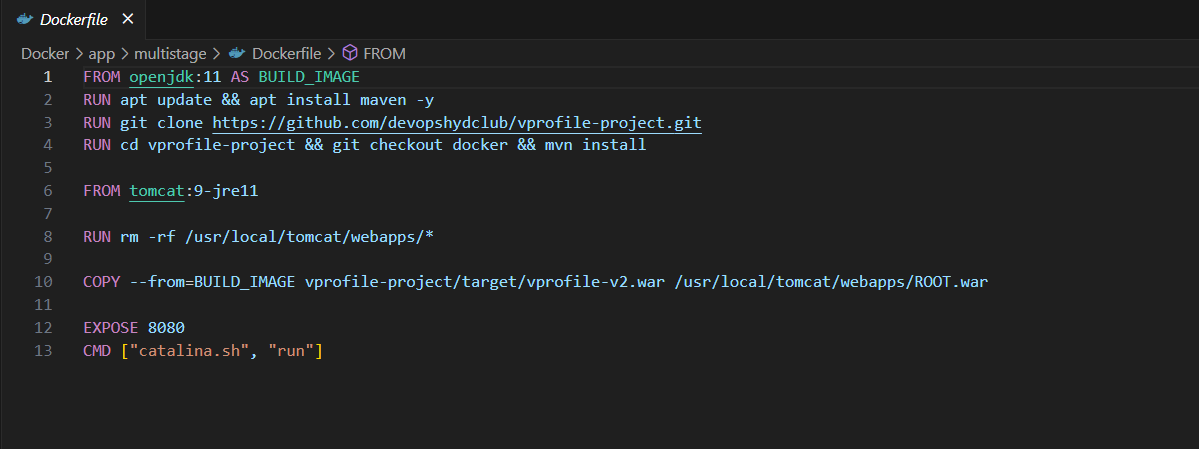 Dockerfile ×
Docker > app > multistage > Dockerfile > FROM
1 FROM openjdk:11 AS BUILD_IMAGE
2 RUN apt update && apt install maven -y
3 RUN git clone https://github.com/devopshydclub/vprofile-project.git
4 RUN cd vprofile-project && git checkout docker && mvn install
5
6 FROM tomcat:9-jre11
7
8 RUN rm -rf /usr/local/tomcat/webapps/*
9
10 COPY --from=BUILD_IMAGE vprofile-project/target/vprofile-v2.war /usr/local/tomcat/webapps/ROOT.war
11
12 EXPOSE 8080
13 CMD ["catalina.sh", "run"]